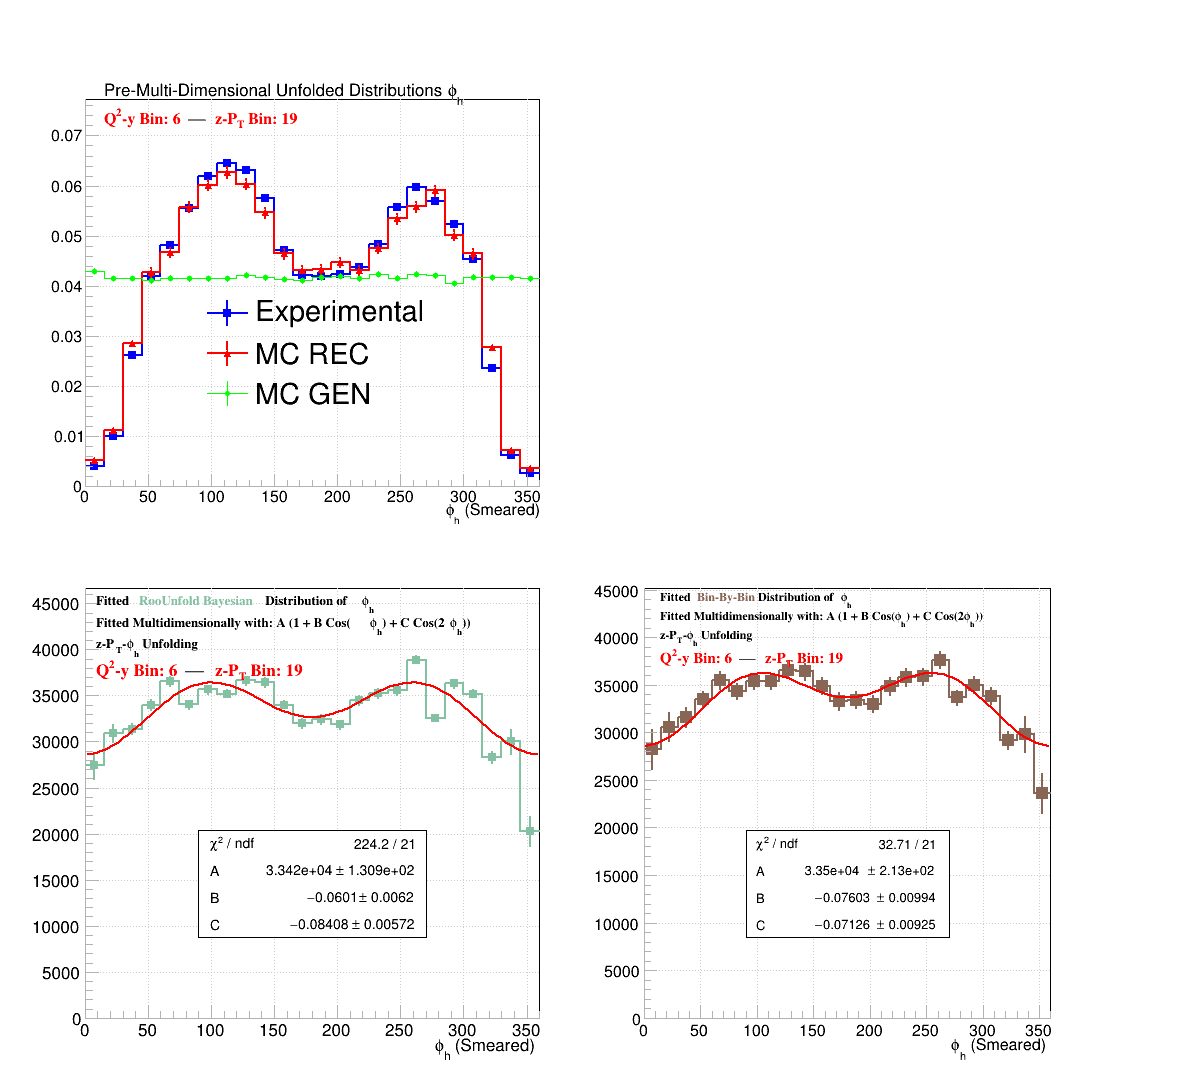 Pre-Multi-Dimensional Unfolded Distributions ϕh
Q2-y Bin: 6 — z-PT Bin: 19
0.07
0.06
0.05
0.04
0.03
0.02
0.01
0
Experimental
MC REC
MC GEN
0 50 100 150 200 250 300 350
ϕh (Smeared)
Fitted RooUnfold Bayesian Distribution of ϕh
Fitted Multidimensionally with: A (1 + B Cos(ϕh) + C Cos(2 ϕh))
z-PT-ϕh Unfolding
Q2-y Bin: 6 — z-PT Bin: 19
45000
40000
35000
30000
25000
20000
15000
10000
5000
0
χ2 / ndf 224.2 / 21
A 3.342e+04 ± 1.309e+02
B −0.0601 ± 0.0062
C −0.08408 ± 0.00572
0 50 100 150 200 250 300 350
ϕh (Smeared)
Fitted Bin-By-Bin Distribution of ϕh
Fitted Multidimensionally with: A (1 + B Cos(ϕh) + C Cos(2ϕh))
z-PT-ϕh Unfolding
Q2-y Bin: 6 — z-PT Bin: 19
45000
40000
35000
30000
25000
20000
15000
10000
5000
0
χ2 / ndf 32.71 / 21
A 3.35e+04 ± 2.13e+02
B −0.07603 ± 0.00994
C −0.07126 ± 0.00925
0 50 100 150 200 250 300 350
ϕh (Smeared)